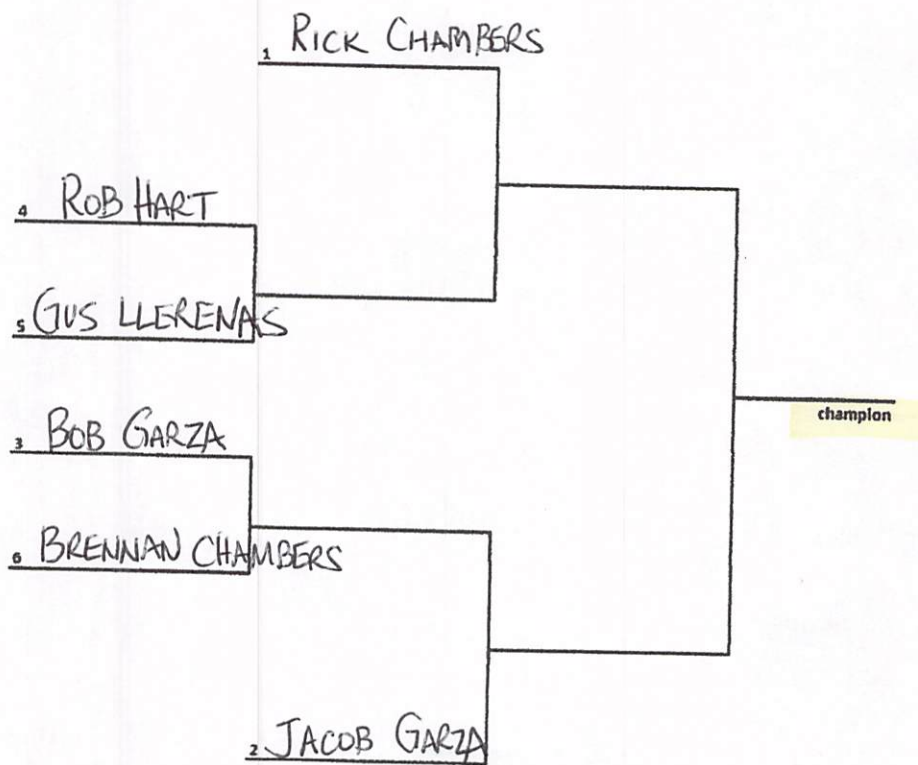 1 RICK CHAMBERS
4 ROB HART
5 GUS LLERENAS
3 BOB GARZA
champion
6 BRENNAN CHAMBERS
2 JACOB GARZA